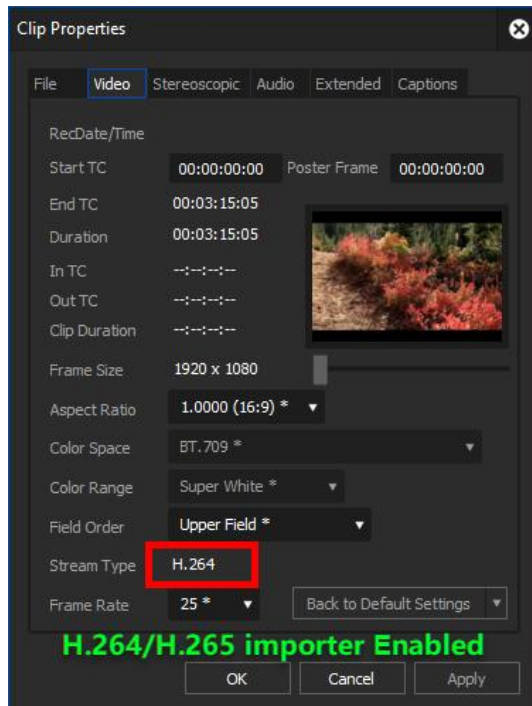 Clip Properties
File Video Stereoscopic Audio Extended Captions
RecDate/Time
Start TC 00:00:00:00 Poster Frame 00:00:00:00
End TC 00:03:15:05
Duration 00:03:15:05
In TC --:--:--:--
Out TC --:--:--:--
Clip Duration --:--:--:--
Frame Size 1920 x 1080
Aspect Ratio 1.0000 (16:9) *
Color Space BT.709 *
Color Range Super White *
Field Order Upper Field *
Stream Type H.264
Frame Rate 25 * Back to Default Settings
H.264/H.265 importer Enabled
OK Cancel Apply